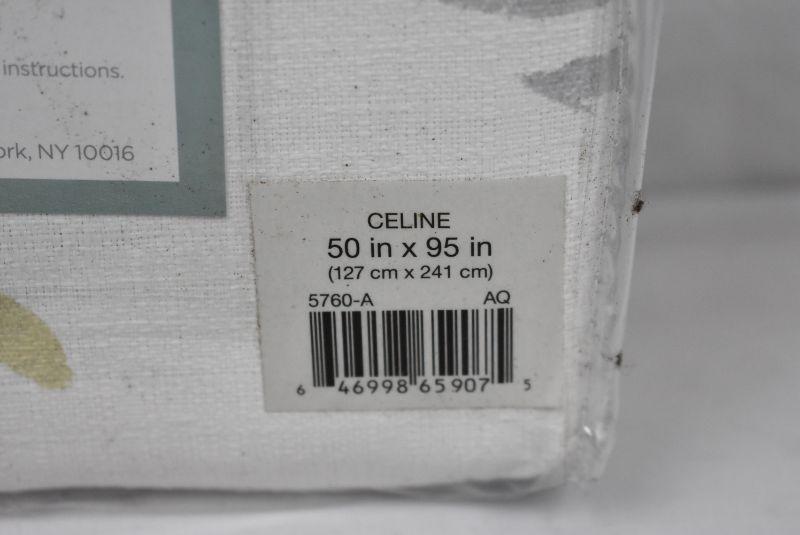 instructions.
ork, NY 10016
CELINE
50 in x 95 in
(127 cm x 241 cm)
5760-A AQ
6 46998 65907 5